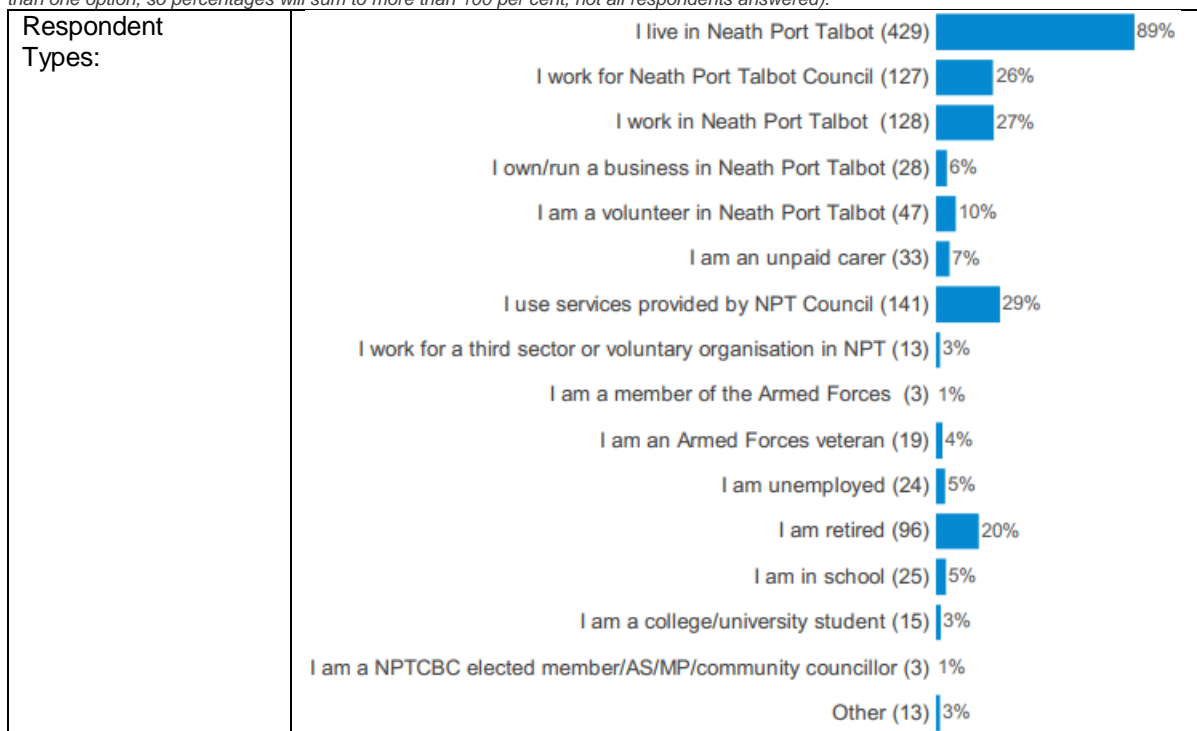 than one option, so percentages will sum to more than 100 per cent, not all respondents answered).
Respondent
Types:
I live in Neath Port Talbot (429) 89%
I work for Neath Port Talbot Council (127) 26%
I work in Neath Port Talbot (128) 27%
I own/run a business in Neath Port Talbot (28) 6%
I am a volunteer in Neath Port Talbot (47) 10%
I am an unpaid carer (33) 7%
I use services provided by NPT Council (141) 29%
I work for a third sector or voluntary organisation in NPT (13) 3%
I am a member of the Armed Forces (3) 1%
I am an Armed Forces veteran (19) 4%
I am unemployed (24) 5%
I am retired (96) 20%
I am in school (25) 5%
I am a college/university student (15) 3%
I am a NPTCBC elected member/AS/MP/community councillor (3) 1%
Other (13) 3%